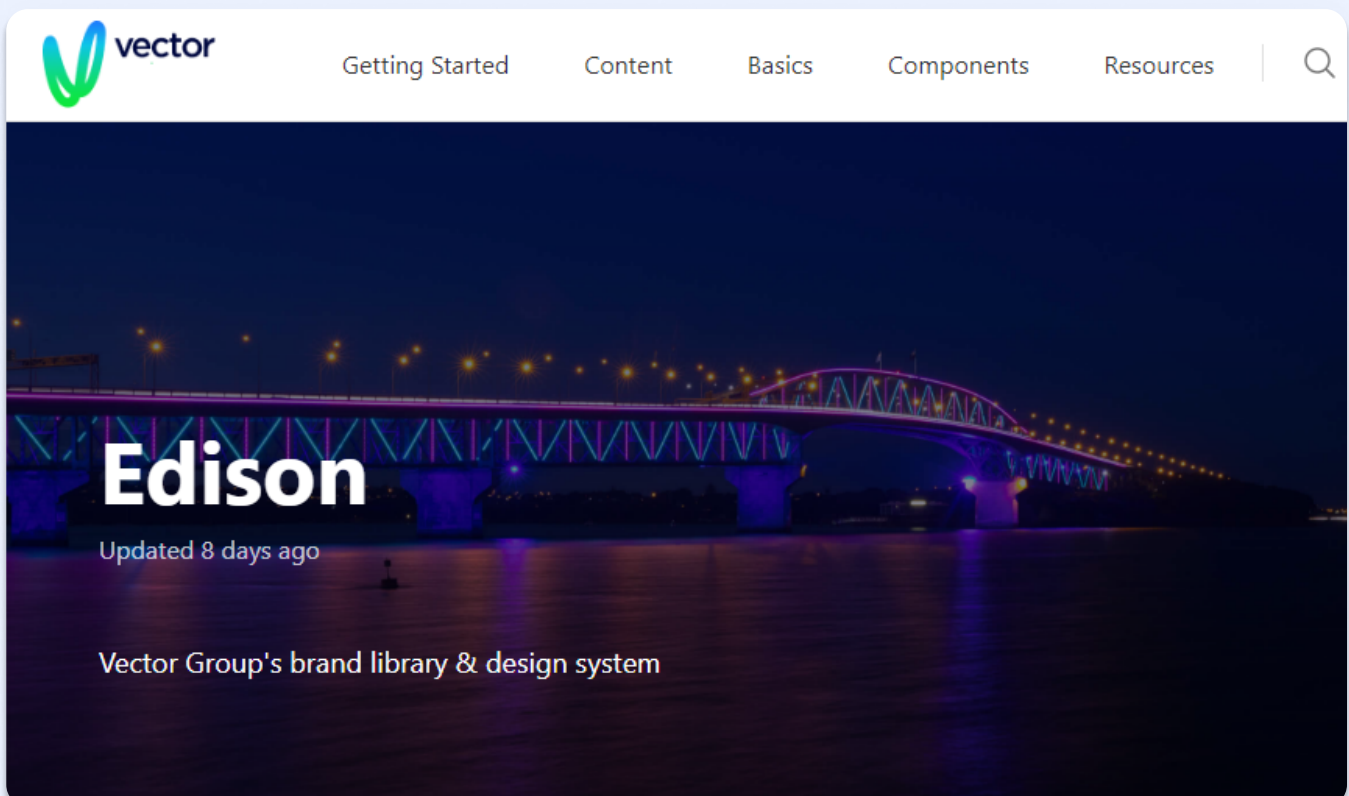 vector
Getting Started
Content
Basics
Components
Resources
Edison
Updated 8 days ago
Vector Group's brand library & design system